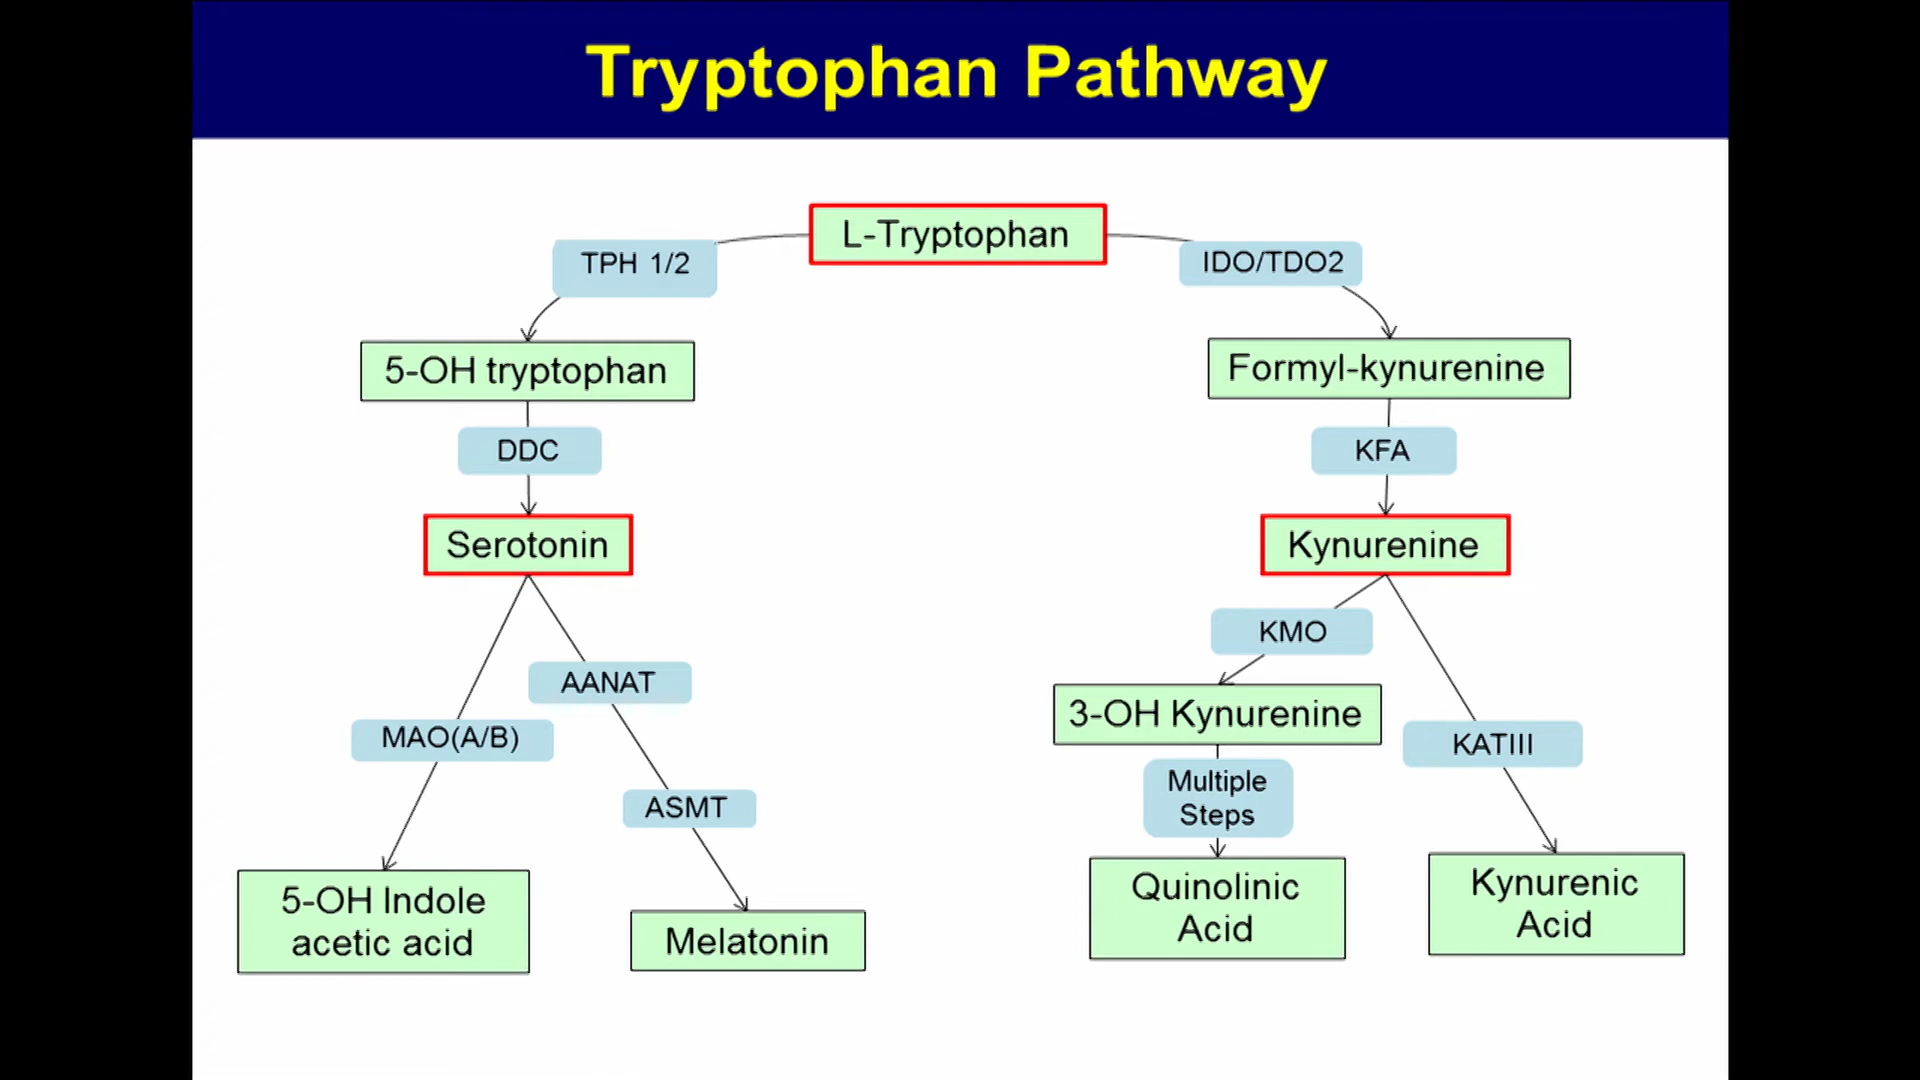 Tryptophan Pathway
L-Tryptophan
TPH 1/2
IDO/TDO2
5-OH tryptophan
Formyl-kynurenine
DDC
KFA
Serotonin
Kynurenine
KMO
AANAT
3-OH Kynurenine
MAO(A/B)
KATIII
Multiple
Steps
ASMT
5-OH Indole
acetic acid
Melatonin
Quinolinic
Acid
Kynurenic
Acid